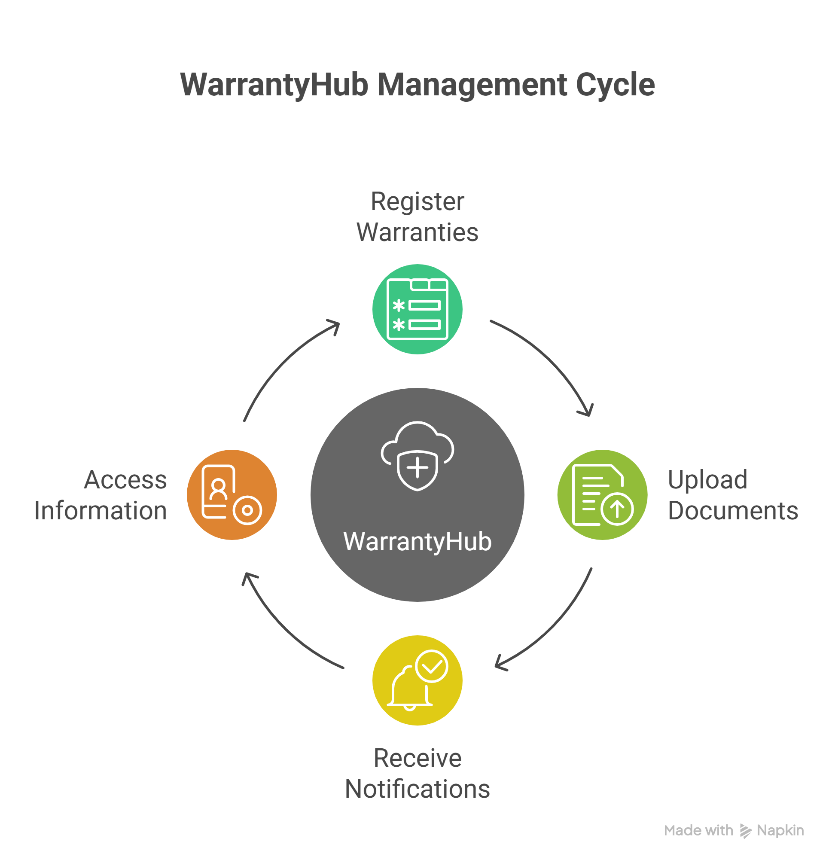 WarrantyHub Management Cycle
Register
Warranties
Access
Information
WarrantyHub
Upload
Documents
Receive
Notifications
Made with Napkin